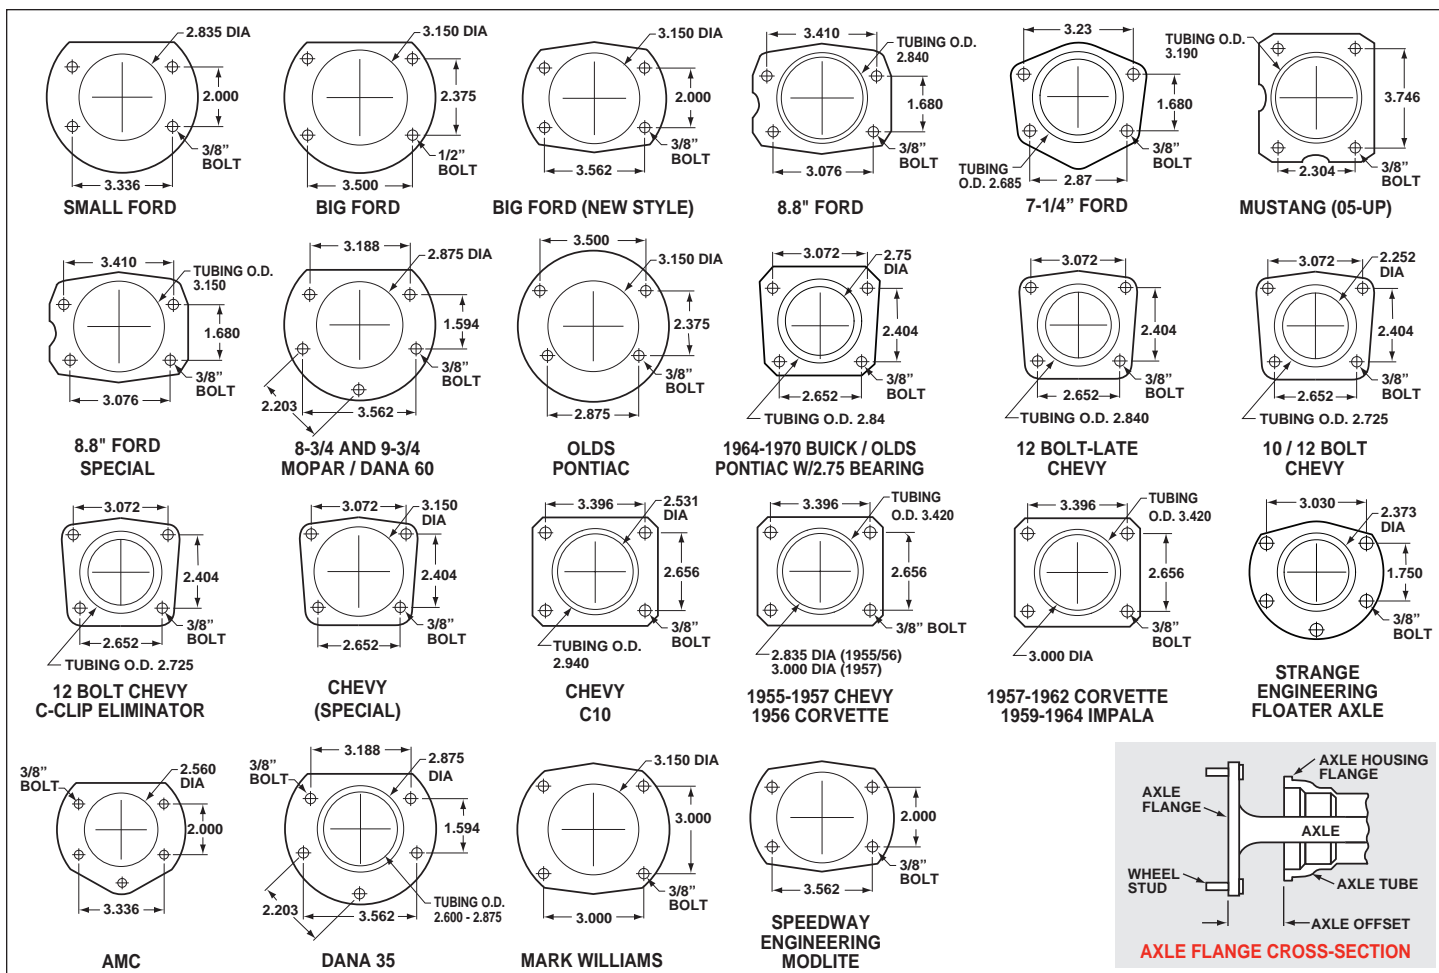 2.835 DIA
2.000
3/8”
BOLT
3.336
SMALL FORD
3.150 DIA
2.375
1/2”
BOLT
3.500
BIG FORD
3.150 DIA
2.000
3/8”
BOLT
3.562
BIG FORD (NEW STYLE)
3.410
TUBING O.D.
2.840
1.680
3/8”
BOLT
3.076
8.8" FORD
3.23
1.680
3/8”
BOLT
TUBING
O.D. 2.685
2.87
7-1/4” FORD
TUBING O.D.
3.190
3.746
3/8”
BOLT
2.304
MUSTANG (05-UP)
3.410
TUBING O.D.
3.150
1.680
3/8”
BOLT
3.076
8.8" FORD
SPECIAL
3.188
2.875 DIA
1.594
3/8”
BOLT
2.203
3.562
8-3/4 AND 9-3/4
MOPAR / DANA 60
3.500
3.150 DIA
2.375
2.875
OLDS
PONTIAC
3.072
2.75
DIA
2.404
3/8”
BOLT
2.652
TUBING O.D. 2.84
1964-1970 BUICK / OLDS
PONTIAC W/2.75 BEARING
3.072
2.404
3/8”
BOLT
2.652
TUBING O.D. 2.840
12 BOLT-LATE
CHEVY
3.072
2.252
DIA
2.404
3/8”
BOLT
2.652
TUBING O.D. 2.725
10 / 12 BOLT
CHEVY
3.072
2.404
3/8”
BOLT
2.652
TUBING O.D. 2.725
12 BOLT CHEVY
C-CLIP ELIMINATOR
3.072
3.150
DIA
2.404
3/8”
BOLT
2.652
CHEVY
(SPECIAL)
3.396
2.531
DIA
2.656
3/8”
BOLT
TUBING O.D.
2.940
CHEVY
C10
3.396
TUBING
O.D. 3.420
2.656
3/8” BOLT
2.835 DIA (1955/56)
3.000 DIA (1957)
1955-1957 CHEVY
1956 CORVETTE
3.396
TUBING
O.D. 3.420
2.656
3/8”
BOLT
3.000 DIA
1957-1962 CORVETTE
1959-1964 IMPALA
3.030
2.373
DIA
1.750
3/8”
BOLT
STRANGE
ENGINEERING
FLOATER AXLE
3/8”
BOLT
2.560
DIA
2.000
3.336
AMC
3/8”
BOLT
3.188
2.875
DIA
1.594
2.203
3.562
TUBING O.D.
2.600 - 2.875
DANA 35
3.150 DIA
3.000
3/8”
BOLT
3.000
MARK WILLIAMS
2.000
3/8”
BOLT
3.562
SPEEDWAY
ENGINEERING
MODLITE
AXLE HOUSING
FLANGE
AXLE
FLANGE
AXLE
WHEEL
STUD
AXLE TUBE
AXLE OFFSET
AXLE FLANGE CROSS-SECTION